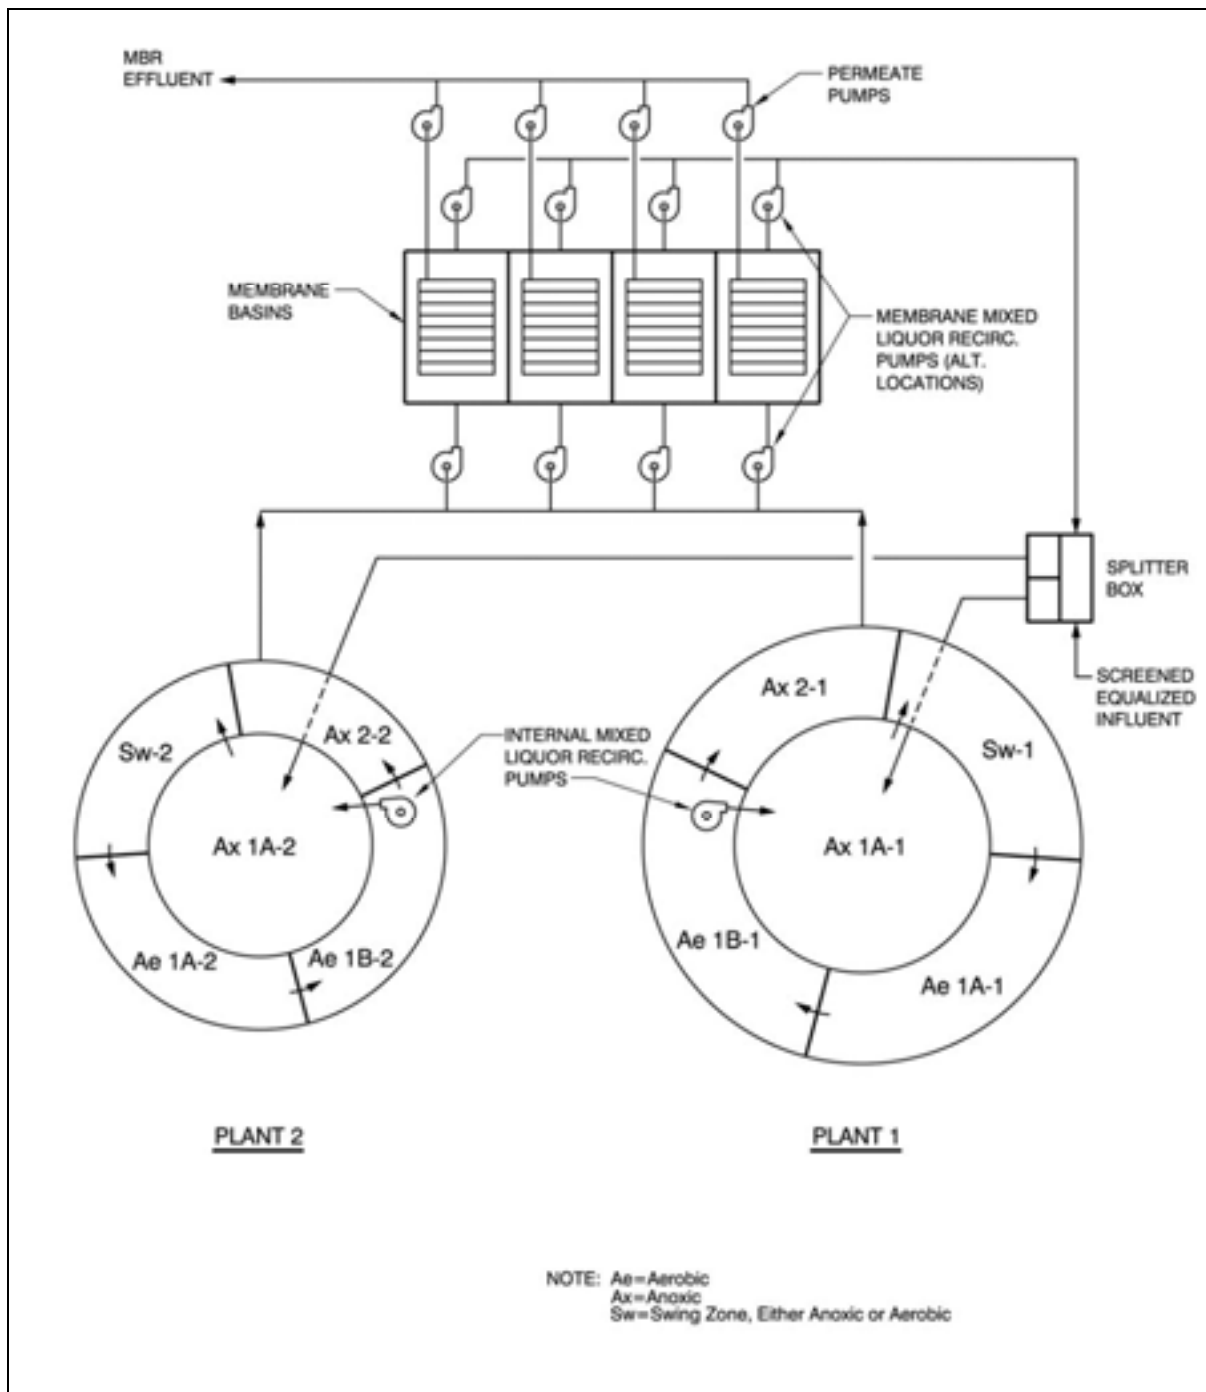 MBR
EFFLUENT
PERMEATE
PUMPS
MEMBRANE
BASINS
MEMBRANE MIXED
LIQUOR RECIRC.
PUMPS (ALT.
LOCATIONS)
SPLITTER
BOX
SCREENED
EQUALIZED
INFLUENT
INTERNAL MIXED
LIQUOR RECIRC.
PUMPS
Sw-2
Ax 2-2
Ax 1A-2
Ae 1A-2
Ae 1B-2
Ax 2-1
Sw-1
Ax 1A-1
Ae 1B-1
Ae 1A-1
PLANT 2
PLANT 1
NOTE: Ae=Aerobic
Ax=Anoxic
Sw=Swing Zone, Either Anoxic or Aerobic